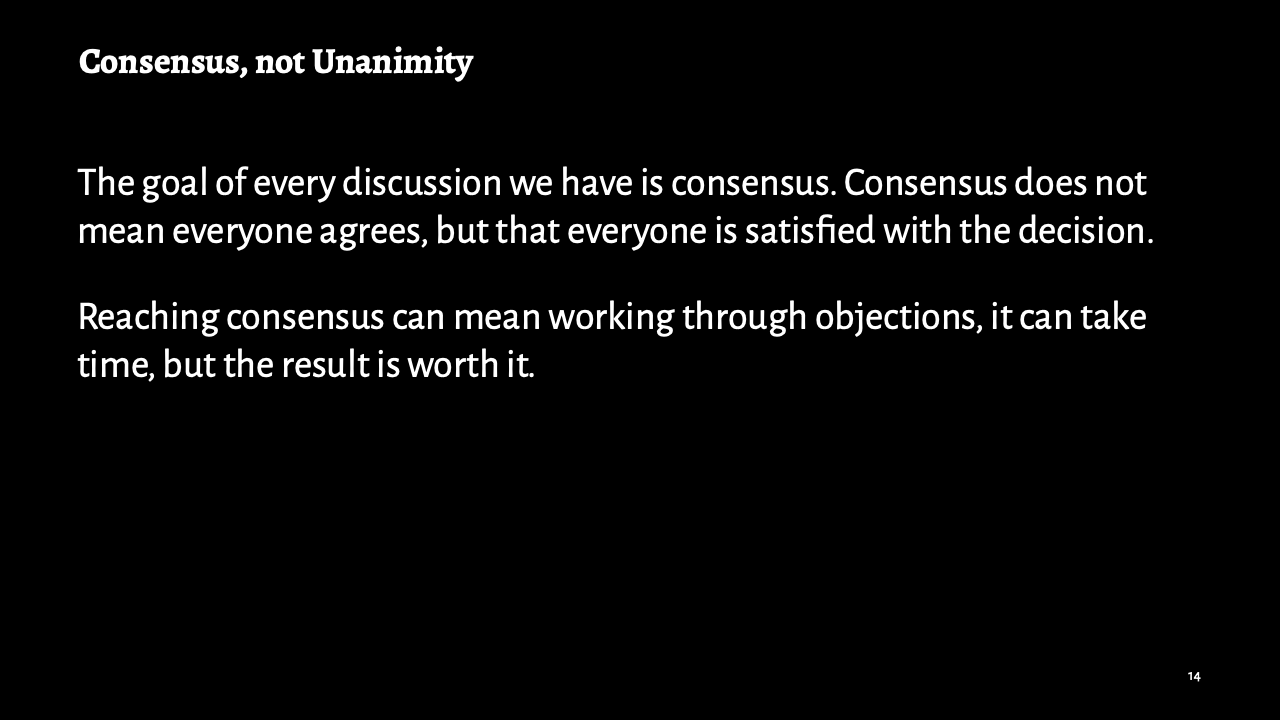 Consensus, not Unanimity
The goal of every discussion we have is consensus. Consensus does not
mean everyone agrees, but that everyone is satisfied with the decision.
Reaching consensus can mean working through objections, it can take
time, but the result is worth it.
14